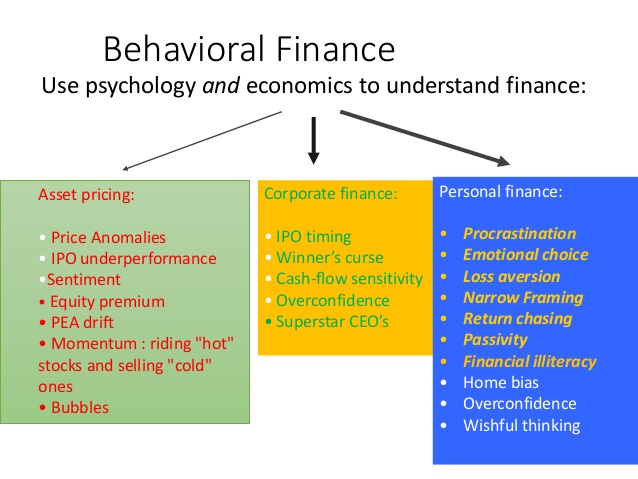 Behavioral Finance
Use psychology and economics to understand finance:
Asset pricing:
• Price Anomalies
• IPO underperformance
•Sentiment
• Equity premium
• PEA drift
• Momentum : riding "hot"
stocks and selling "cold"
ones
• Bubbles
Corporate finance:
• IPO timing
• Winner’s curse
• Cash-flow sensitivity
• Overconfidence
• Superstar CEO’s
Personal finance:
• Procrastination
• Emotional choice
• Loss aversion
• Narrow Framing
• Return chasing
• Passivity
• Financial illiteracy
• Home bias
• Overconfidence
• Wishful thinking